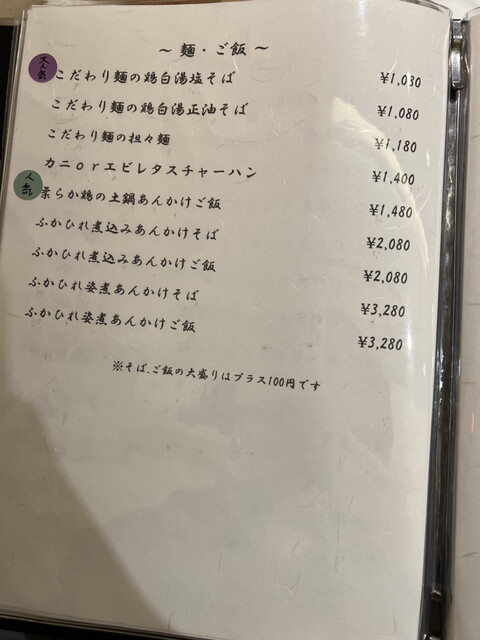 ～ 麺・ご飯 ～
大人気 こだわり麺の鶏白湯塩そば ¥1,080
こだわり麺の鶏白湯正油そば ¥1,080
こだわり麺の担々麺 ¥1,180
カニorエビレタスチャーハン ¥1,400
人気 柔らか鶏の土鍋あんかけご飯 ¥1,480
ふかひれ煮込みあんかけそば ¥2,080
ふかひれ煮込みあんかけご飯 ¥2,080
ふかひれ姿煮あんかけそば ¥3,280
ふかひれ姿煮あんかけご飯 ¥3,280
※そば、ご飯の大盛りはプラス100円です